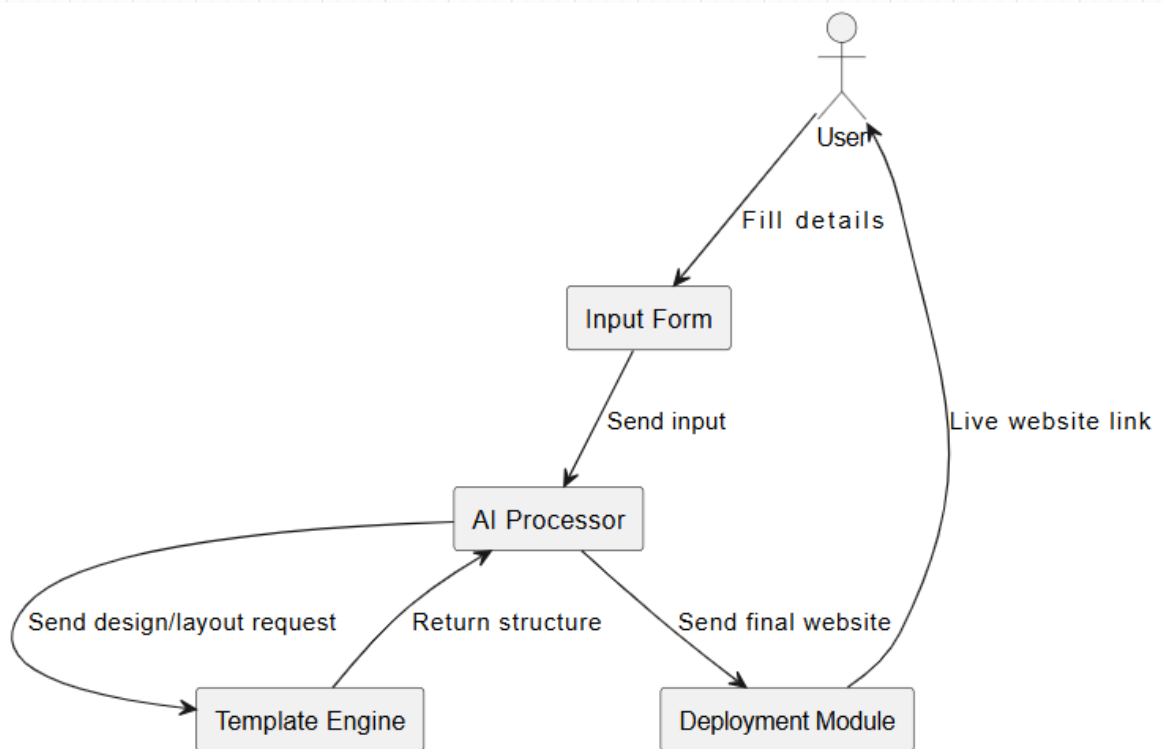 User
Fill details
Input Form
Send input
Live website link
AI Processor
Send design/layout request
Return structure
Send final website
Template Engine
Deployment Module